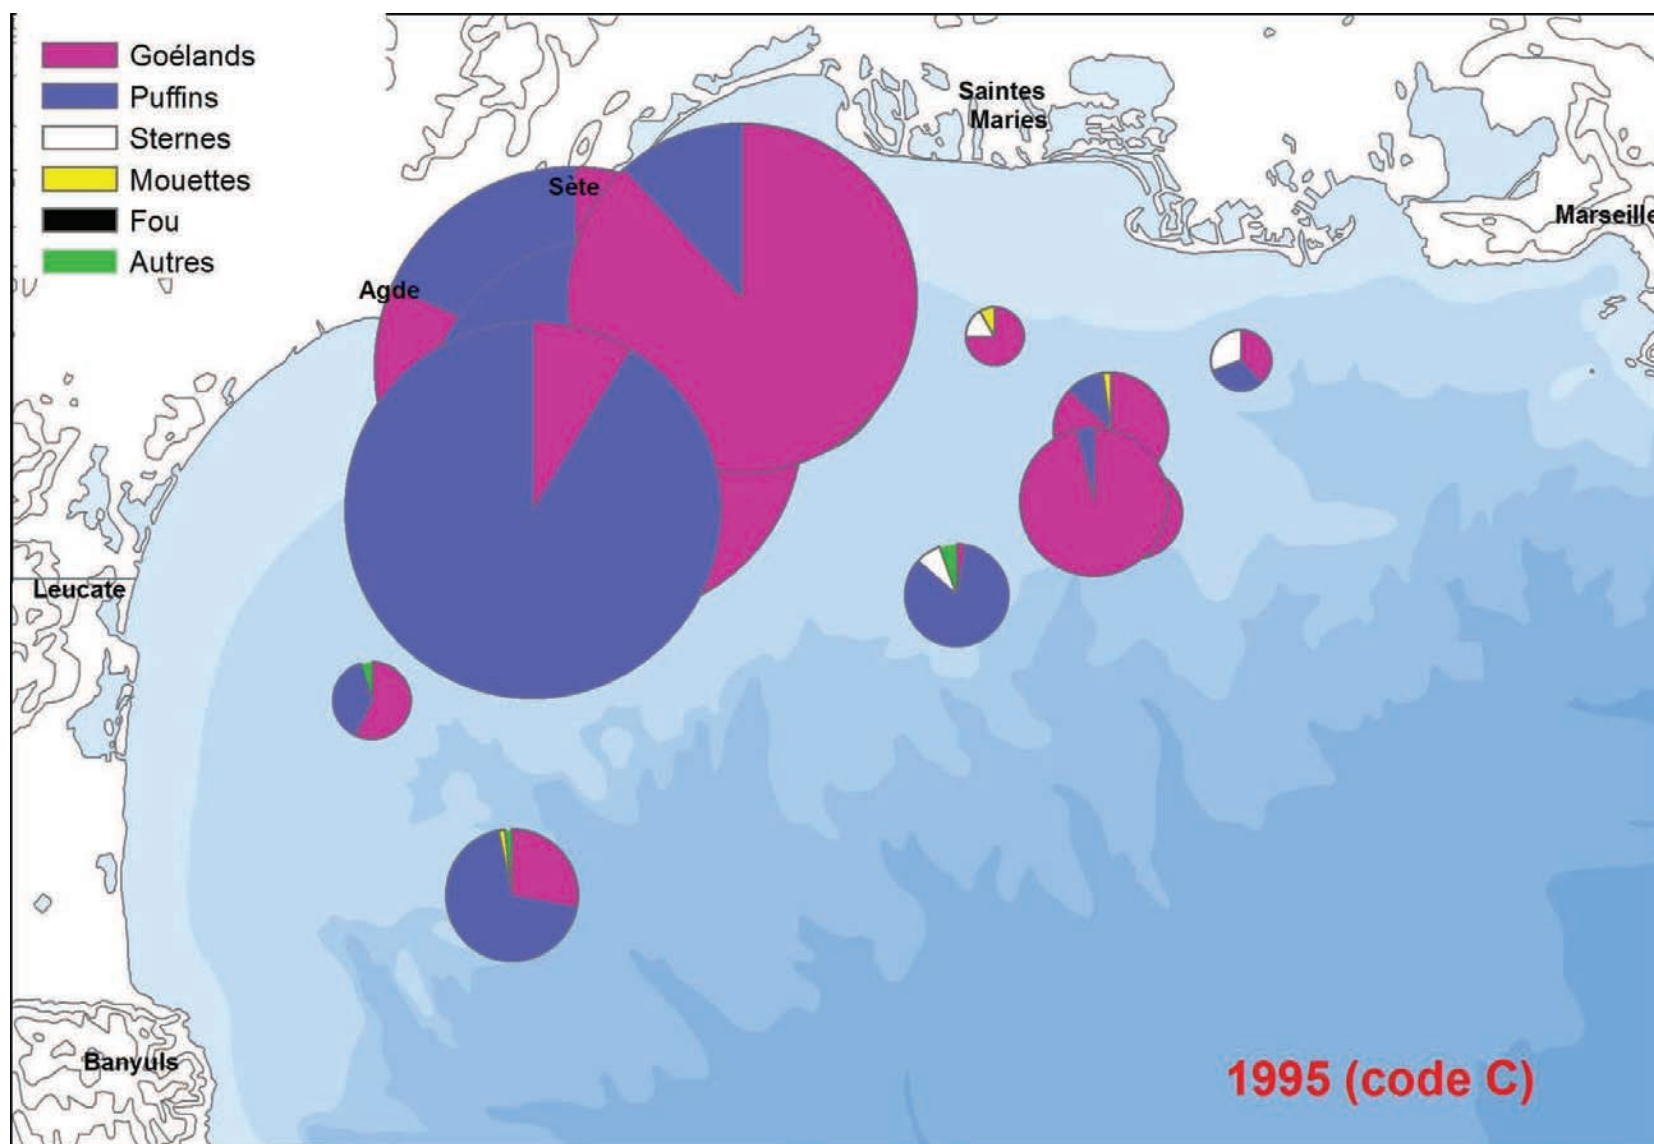 Goélands
Puffins
Sternes
Mouettes
Fou
Autres
Saintes
Maries
Sète
Marseille
Agde
Leucate
Banyuls
1995 (code C)